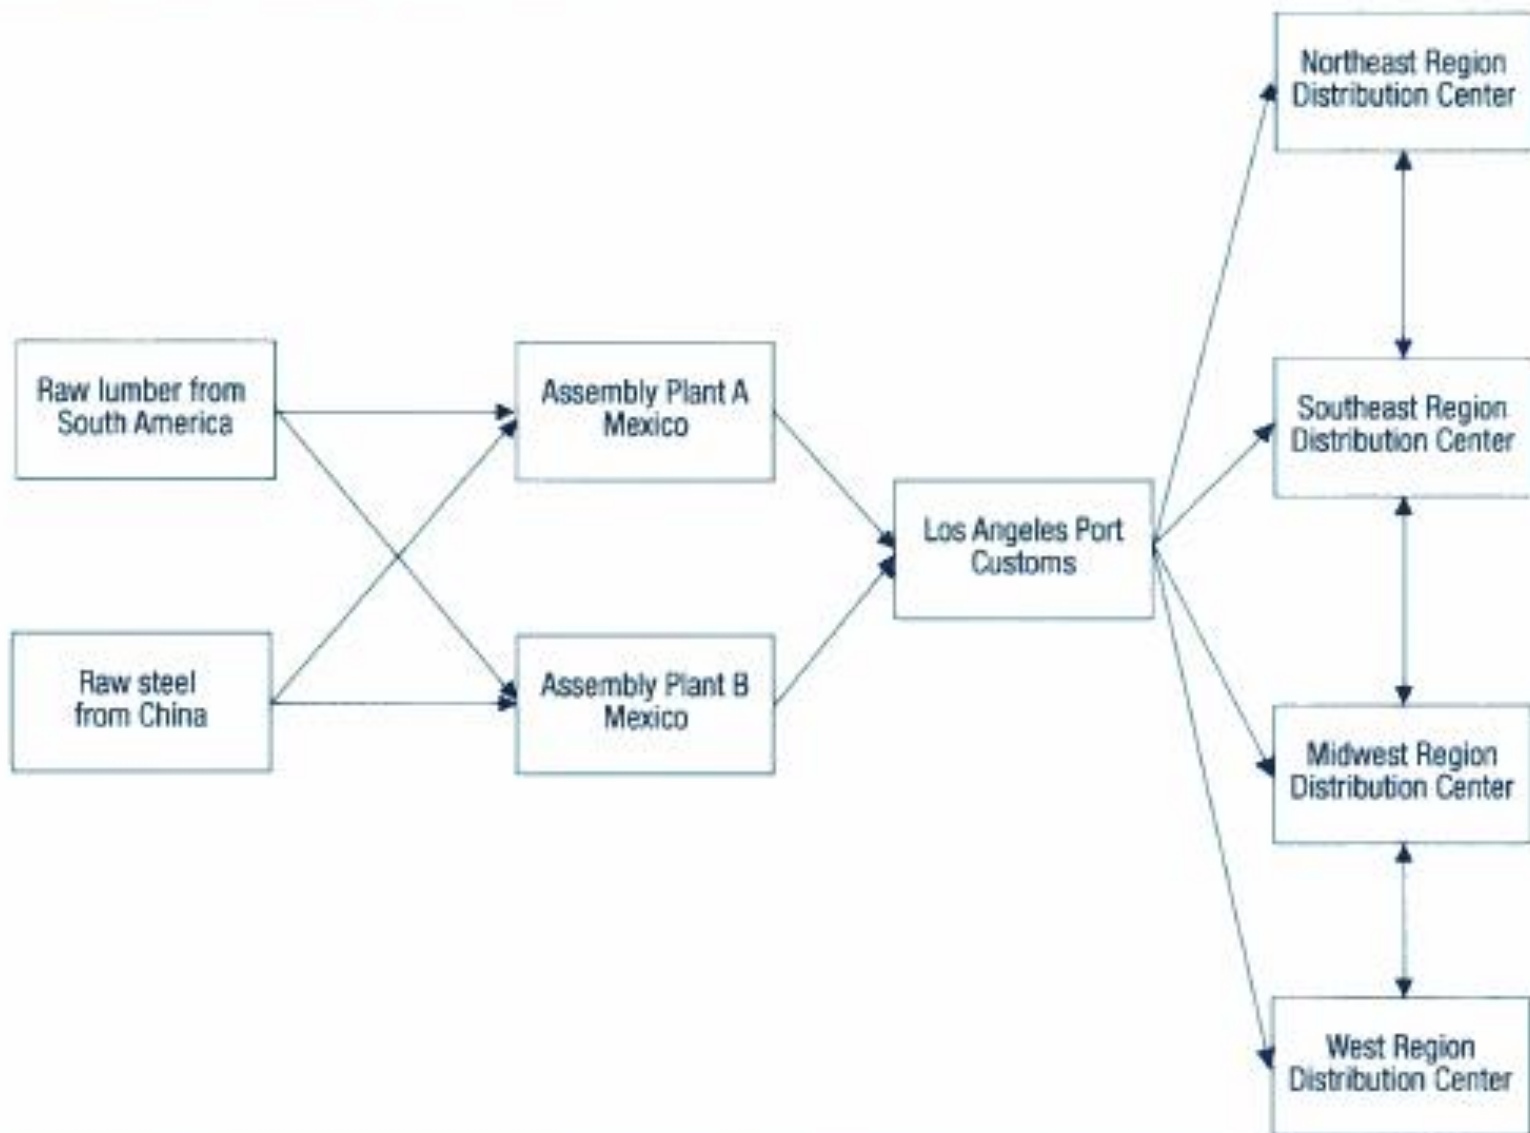 Northeast Region
Distribution Center
Raw lumber from
South America
Assembly Plant A
Mexico
Southeast Region
Distribution Center
Los Angeles Port
Customs
Raw steel
from China
Assembly Plant B
Mexico
Midwest Region
Distribution Center
West Region
Distribution Center